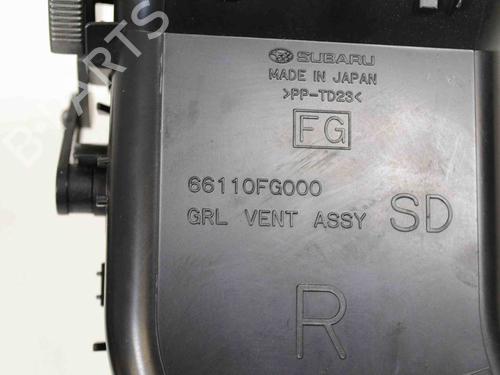 SUBARU
MADE IN JAPAN
>PP-TD23<
FG
66110FG000
GRL VENT ASSY SD
R